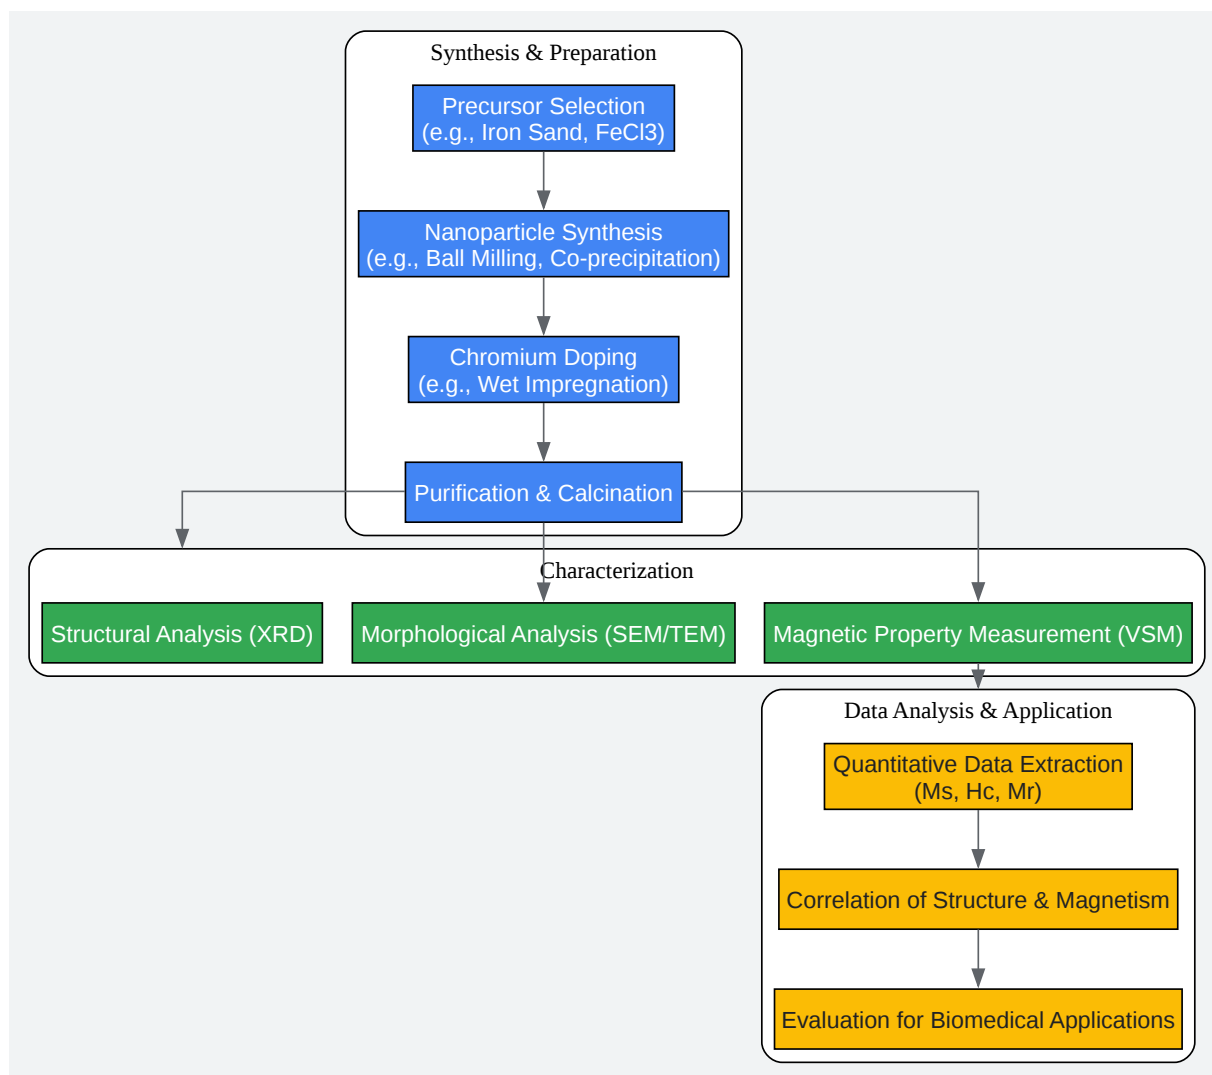 Synthesis & Preparation
Precursor Selection
(e.g., Iron Sand, FeCl3)
Nanoparticle Synthesis
(e.g., Ball Milling, Co-precipitation)
Chromium Doping
(e.g., Wet Impregnation)
Purification & Calcination
Characterization
Structural Analysis (XRD)
Morphological Analysis (SEM/TEM)
Magnetic Property Measurement (VSM)
Data Analysis & Application
Quantitative Data Extraction
(Ms, Hc, Mr)
Correlation of Structure & Magnetism
Evaluation for Biomedical Applications